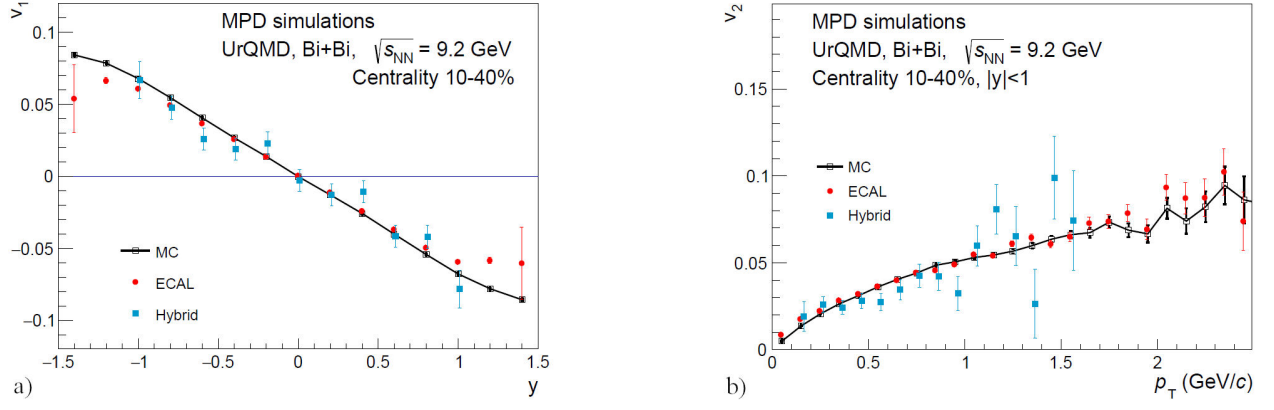 v₁
MPD simulations
UrQMD, Bi+Bi, √s_NN = 9.2 GeV
Centrality 10-40%
0.1
0.05
0
−0.05
−0.1
MC
ECAL
Hybrid
−1.5 −1 −0.5 0 0.5 1 1.5
a) y
v₂
MPD simulations
UrQMD, Bi+Bi, √s_NN = 9.2 GeV
Centrality 10-40%, |y|<1
0.15
0.1
0.05
0
MC
ECAL
Hybrid
0 0.5 1 1.5 2
b) p_T (GeV/c)